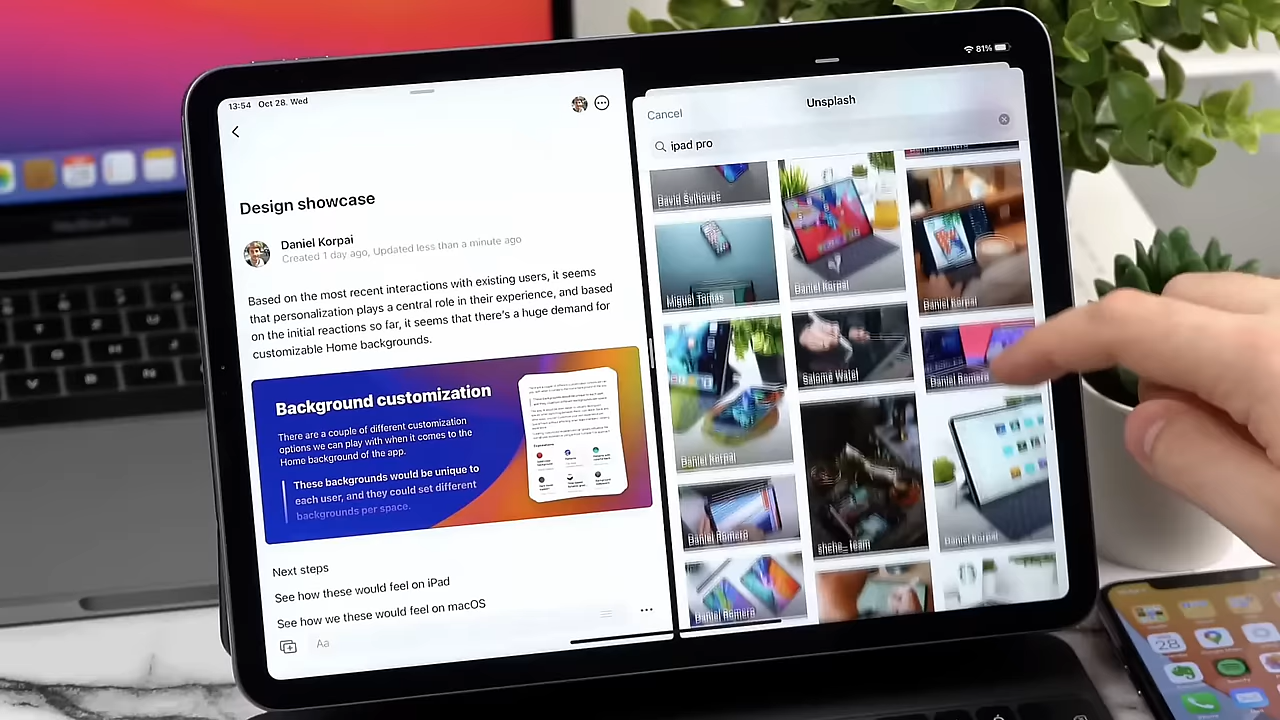 13:54 Oct 28. Wed
81%
Design showcase
Daniel Korpai
Created 1 day ago, Updated less than a minute ago
Based on the most recent interactions with existing users, it seems
that personalization plays a central role in their experience, and based
on the initial reactions so far, it seems that there's a huge demand for
customizable Home backgrounds.
Background customization
There are a couple of different customization
options we can play with when it comes to the
Home background of the app.
These backgrounds would be unique to
each user, and they could set different
backgrounds per space.
Next steps
See how these would feel on iPad
See how we these would feel on macOS
Aa
Cancel
Unsplash
ipad pro
David Svihovec
Miguel Tomas
Daniel Korpai
Daniel Korpai
Daniel Korpai
Salome Watel
Daniel Romero
Daniel Romero
shche_ team
Daniel Korpai
Daniel Romero
28